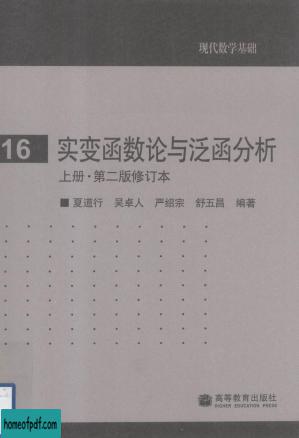 现代数学基础
16 实变函数论与泛函分析
上册·第二版修订本
夏道行 吴卓人 严绍宗 舒五昌 编著
高等教育出版社
HIGHER EDUCATION PRESS
homeofpdf.com